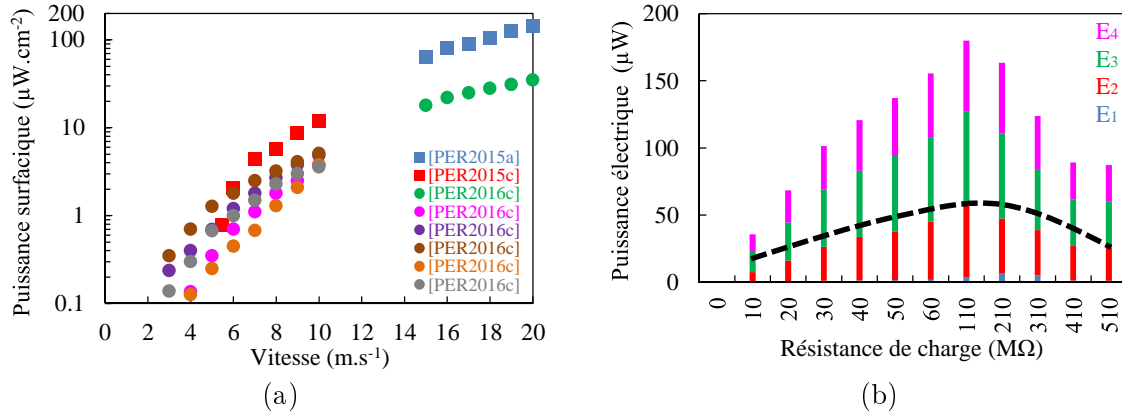 Puissance surfacique (µW.cm⁻²)
200
100
10
1
0.1
[PER2015a]
[PER2015c]
[PER2016c]
[PER2016c]
[PER2016c]
[PER2016c]
[PER2016c]
[PER2016c]
0 2 4 6 8 10 12 14 16 18 20
Vitesse (m.s⁻¹)
(a)
Puissance électrique (µW)
200
150
100
50
0
E4
E3
E2
E1
0 10 20 30 40 50 60 110 210 310 410 510
Résistance de charge (MΩ)
(b)